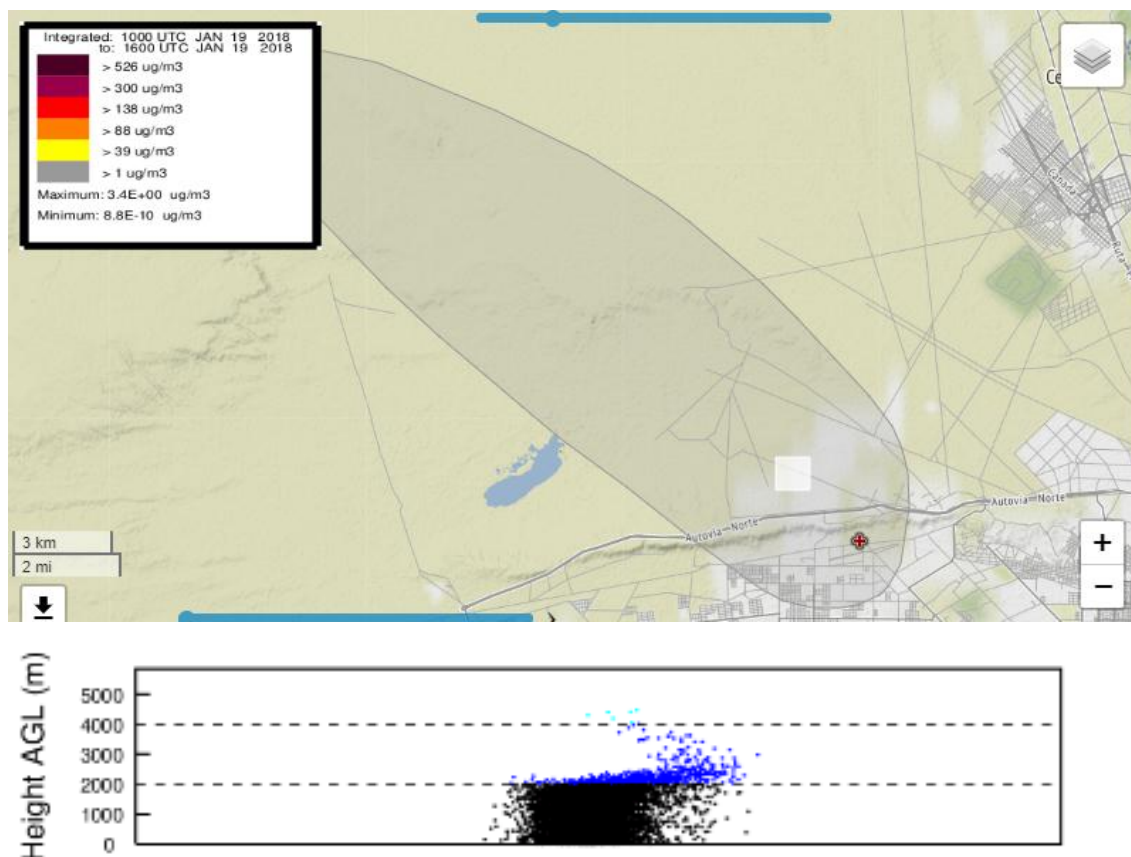 Integrated: 1000 UTC JAN 19 2018
to: 1600 UTC JAN 19 2018
> 526 ug/m3
> 300 ug/m3
> 138 ug/m3
> 88 ug/m3
> 39 ug/m3
> 1 ug/m3
Maximum: 3.4E+00 ug/m3
Minimum: 8.8E-10 ug/m3
Ce
Canada
Ruta
Autovia Norte
Autovia Norte
3 km
2 mi
+
−
Height AGL (m)
5000
4000
3000
2000
1000
0